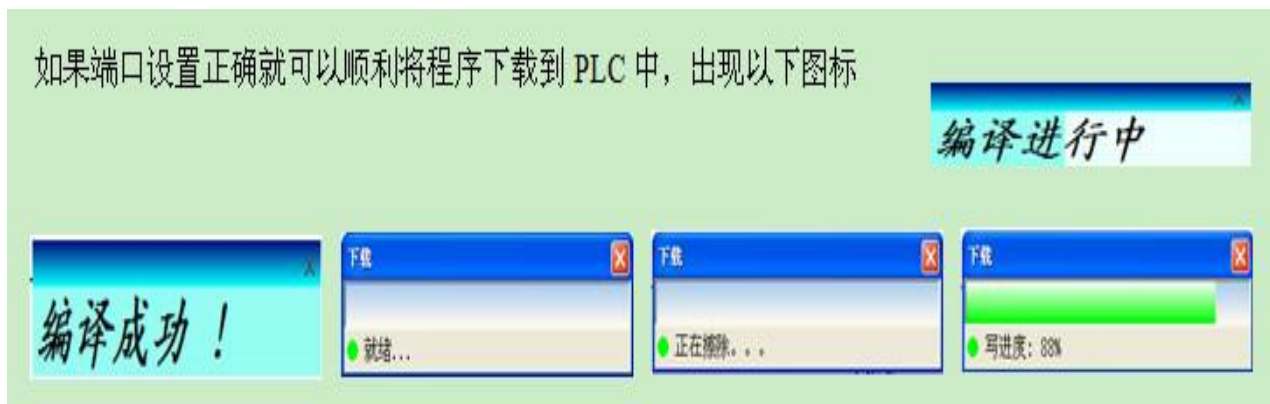 如果端口设置正确就可以顺利将程序下载到 PLC 中，出现以下图标
编译进行中
编译成功！
下载
就绪...
下载
正在擦除。。。
下载
写进度：88%